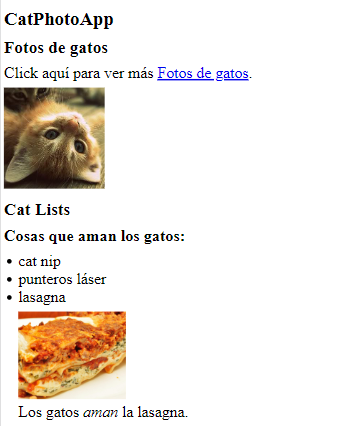 CatPhotoApp
Fotos de gatos
Click aquí para ver más Fotos de gatos.
Cat Lists
Cosas que aman los gatos:
• cat nip
• punteros láser
• lasagna
Los gatos aman la lasagna.